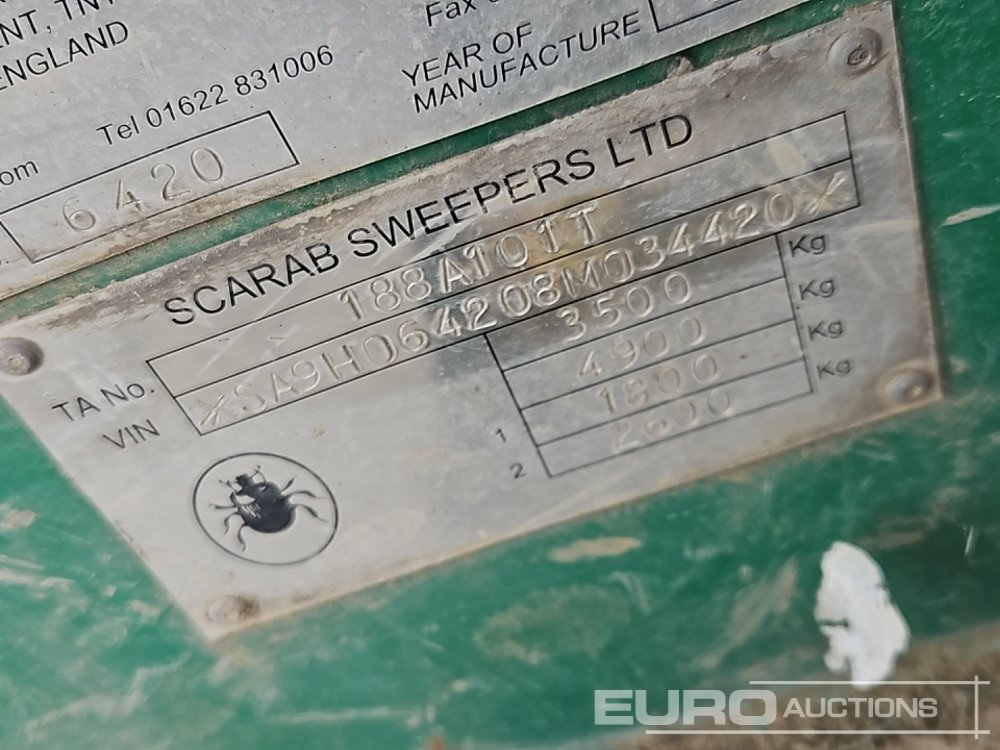 ENT, TN1
ENGLAND
Fax
Tel 01622 831006
YEAR OF
MANUFACTURE
om
6420
SCARAB SWEEPERS LTD
TA No. 188A101T
VIN XSA9H064208M034420X
3500 Kg
4900 Kg
1 1800 Kg
2 2600 Kg
EURO AUCTIONS